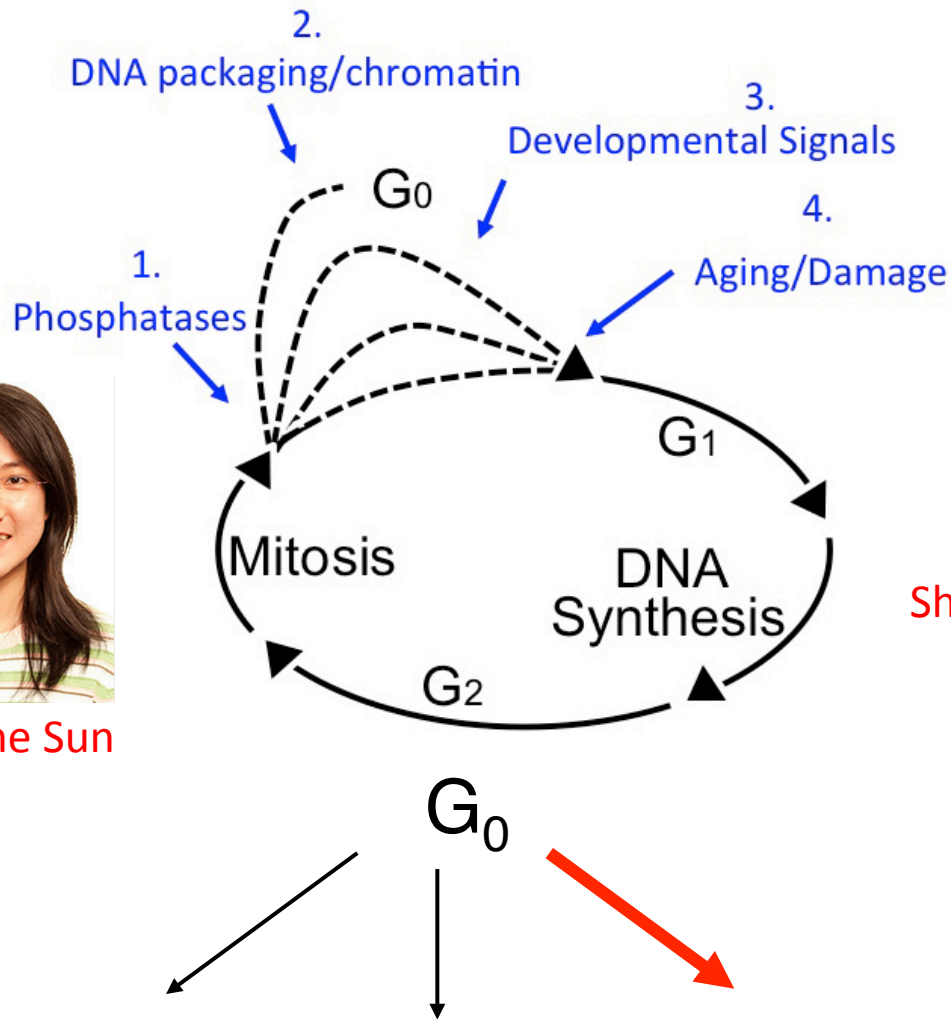 2.
DNA packaging/chromatin
3.
Developmental Signals
G0
4.
Aging/Damage
1.
Phosphatases
G1
Mitosis
DNA
Synthesis
G2
Sun
G0